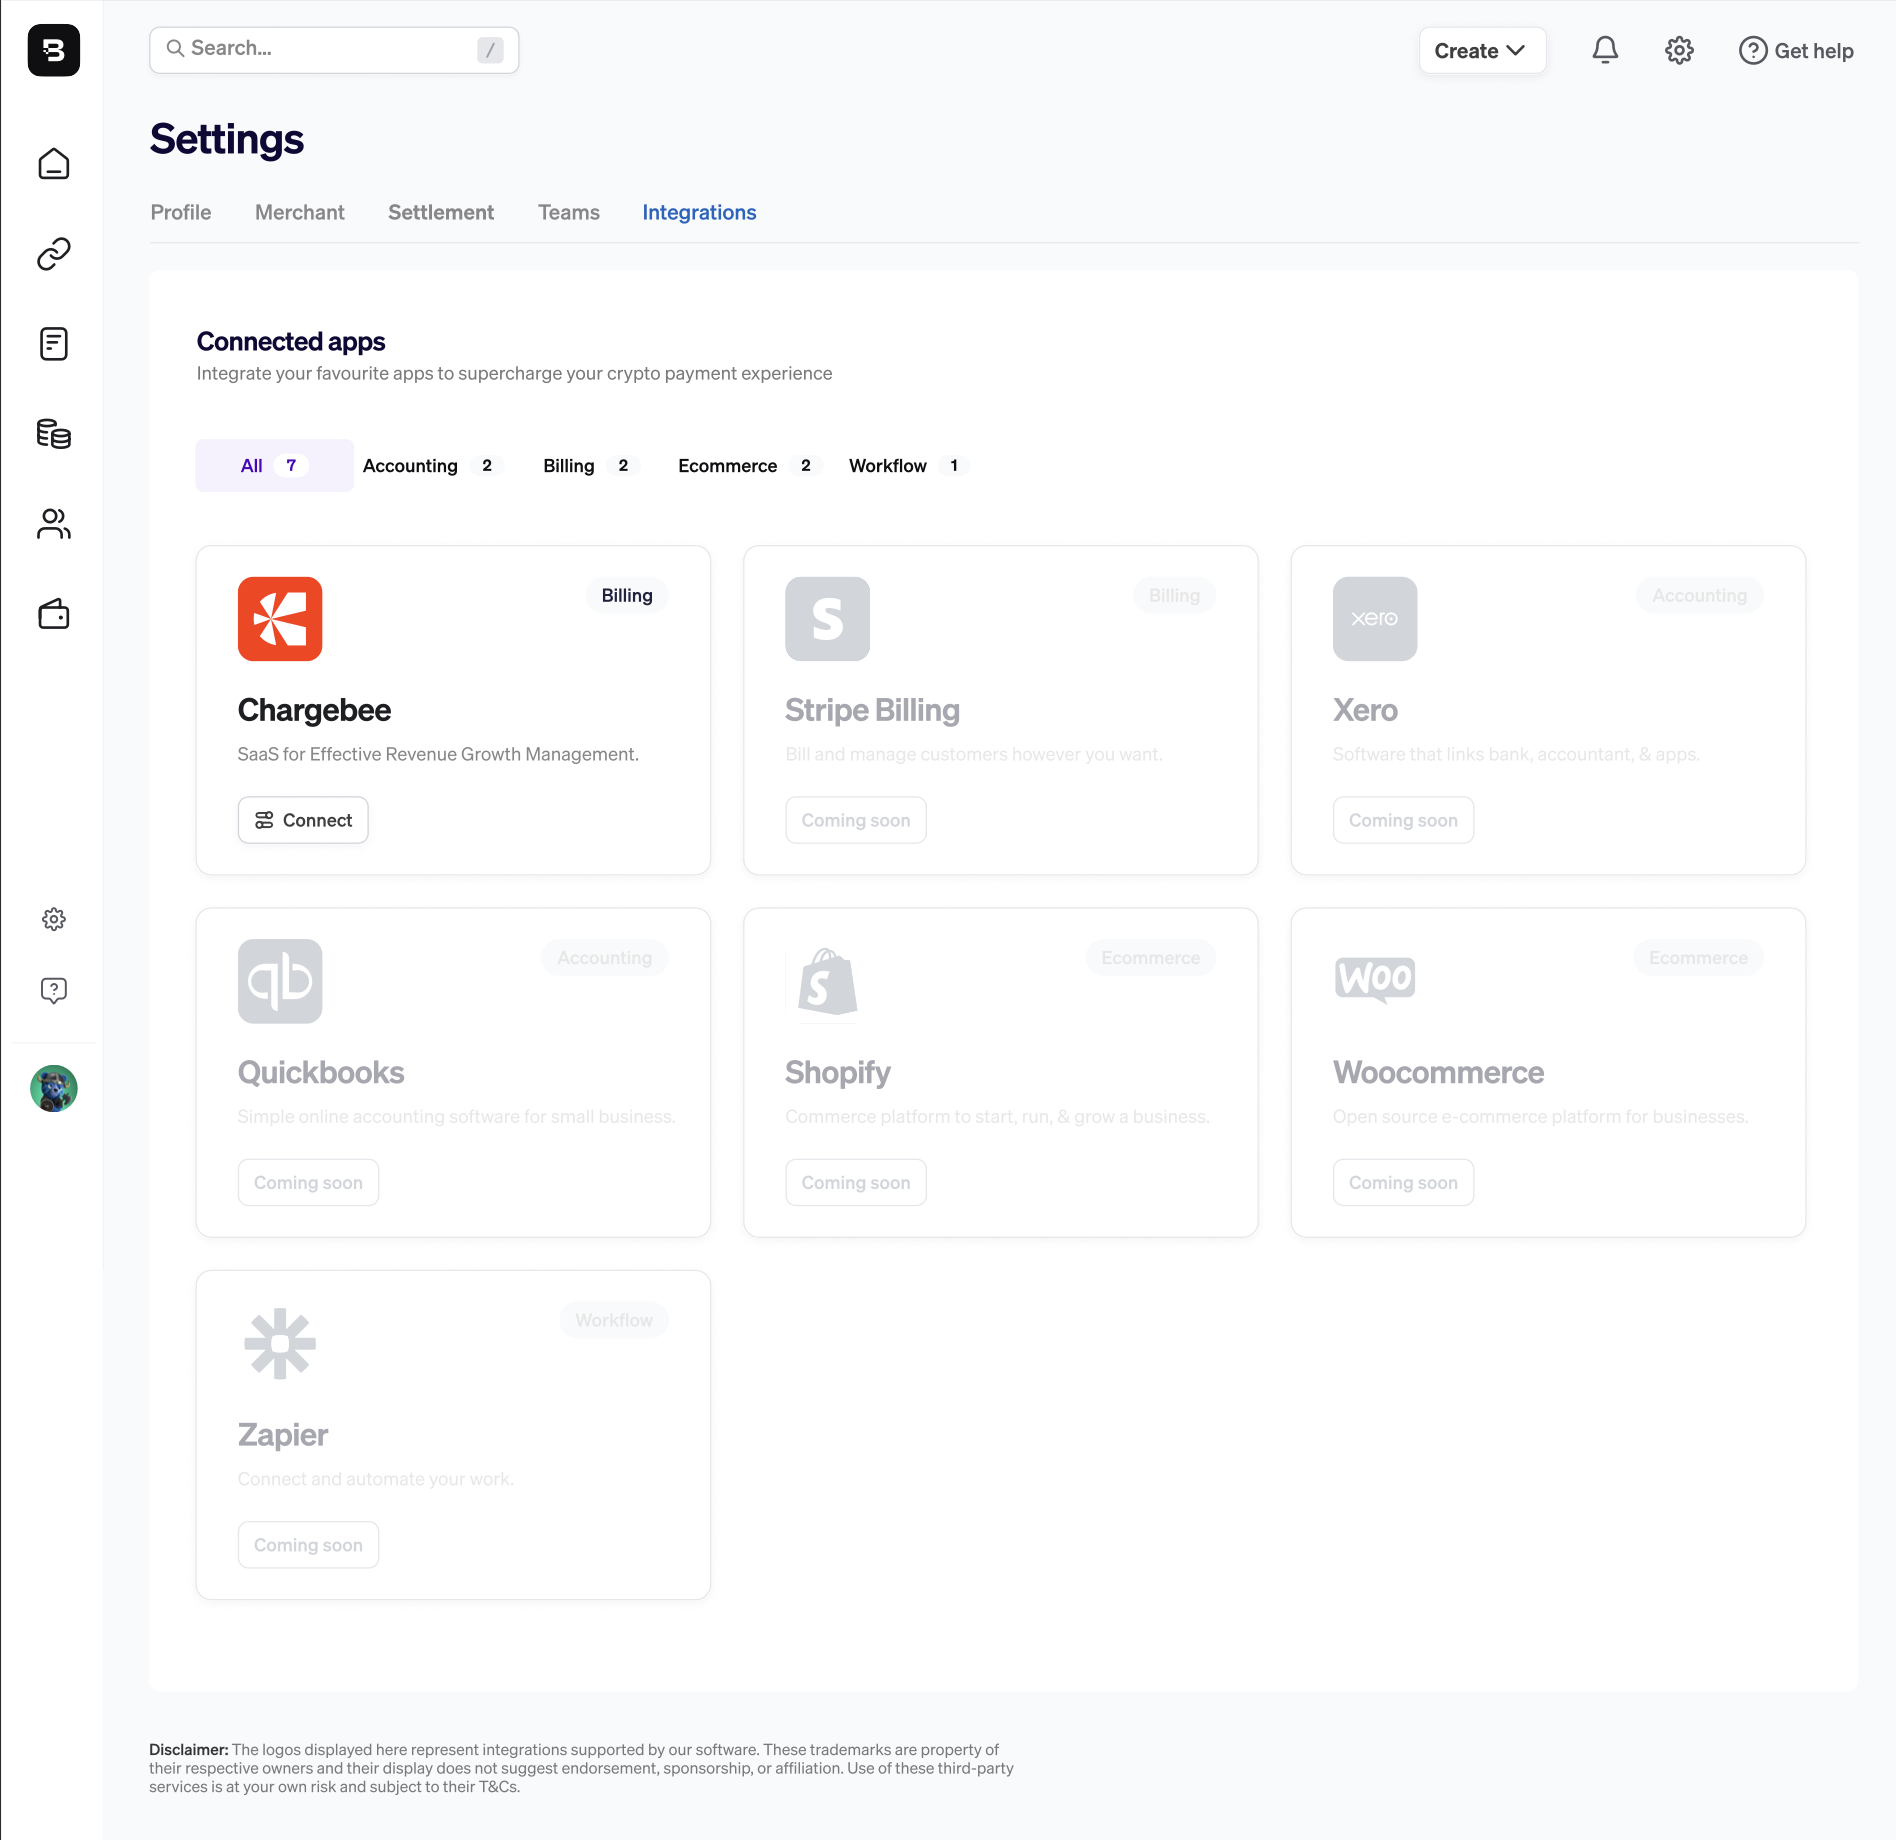 B
Search...
/
Create
Get help
Settings
Profile
Merchant
Settlement
Teams
Integrations
Connected apps
Integrate your favourite apps to supercharge your crypto payment experience
All 7
Accounting 2
Billing 2
Ecommerce 2
Workflow 1
Billing
Chargebee
SaaS for Effective Revenue Growth Management.
Connect
S
Billing
Stripe Billing
Bill and manage customers however you want.
Coming soon
xero
Accounting
Xero
Software that links bank, accountant, & apps.
Coming soon
qb
Accounting
Quickbooks
Simple online accounting software for small business.
Coming soon
S
Ecommerce
Shopify
Commerce platform to start, run, & grow a business.
Coming soon
Woo
Ecommerce
Woocommerce
Open source e-commerce platform for businesses.
Coming soon
Workflow
Zapier
Connect and automate your work.
Coming soon
Disclaimer: The logos displayed here represent integrations supported by our software. These trademarks are property of
their respective owners and their display does not suggest endorsement, sponsorship, or affiliation. Use of these third-party
services is at your own risk and subject to their T&Cs.